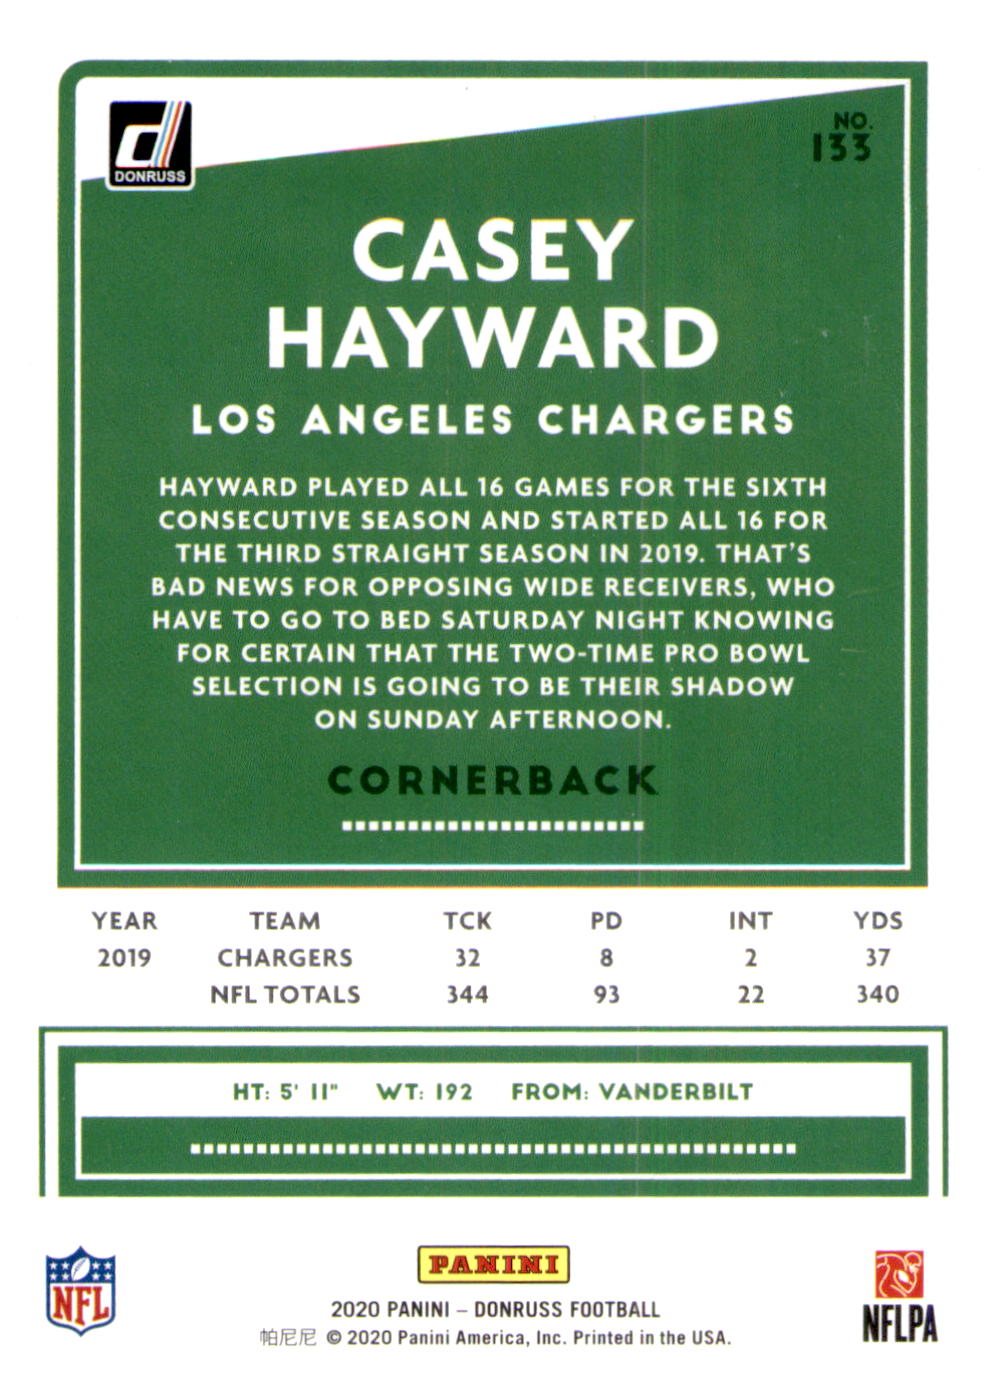 DONRUSS
NO.
133
CASEY
HAYWARD
LOS ANGELES CHARGERS
HAYWARD PLAYED ALL 16 GAMES FOR THE SIXTH
CONSECUTIVE SEASON AND STARTED ALL 16 FOR
THE THIRD STRAIGHT SEASON IN 2019. THAT'S
BAD NEWS FOR OPPOSING WIDE RECEIVERS, WHO
HAVE TO GO TO BED SATURDAY NIGHT KNOWING
FOR CERTAIN THAT THE TWO-TIME PRO BOWL
SELECTION IS GOING TO BE THEIR SHADOW
ON SUNDAY AFTERNOON.
CORNERBACK
YEAR TEAM TCK PD INT YDS
2019 CHARGERS 32 8 2 37
NFL TOTALS 344 93 22 340
HT: 5' 11" WT: 192 FROM: VANDERBILT
NFL
PANINI
NFLPA
2020 PANINI – DONRUSS FOOTBALL
帕尼尼 © 2020 Panini America, Inc. Printed in the USA.